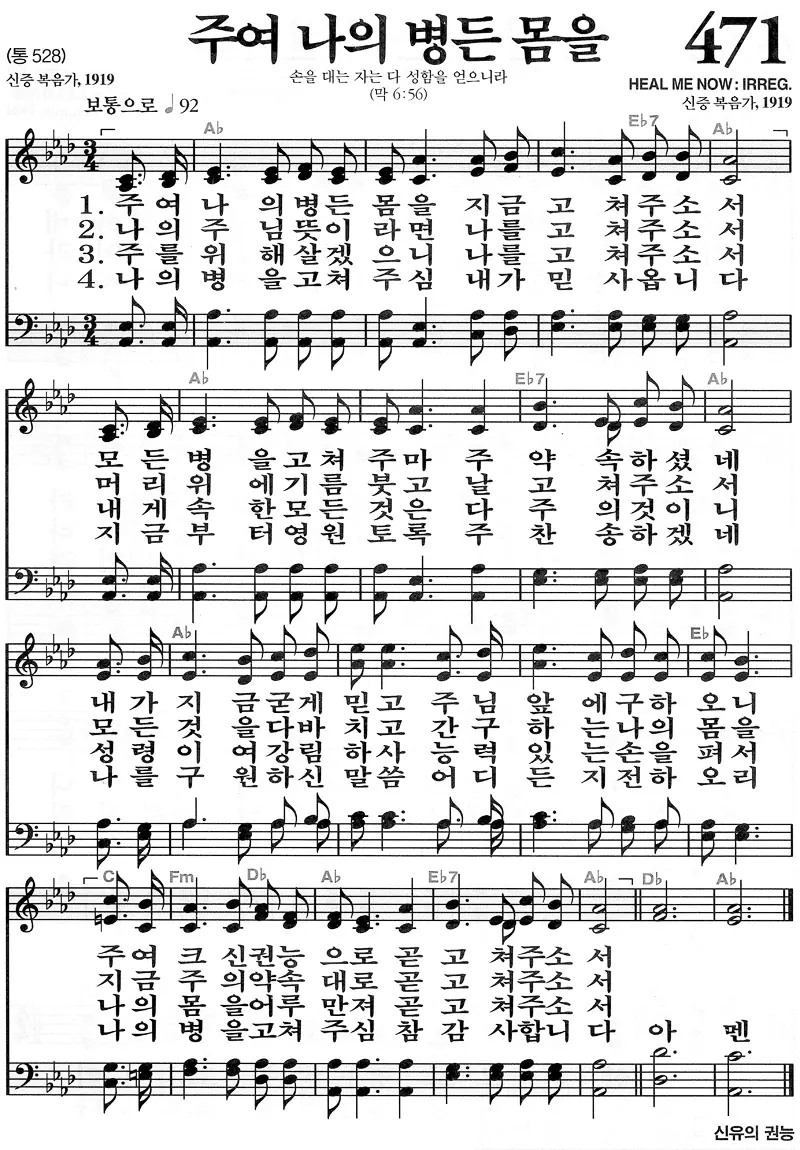 주여 나의 병든 몸을
471
(통 528)
신증 복음가, 1919
손을 대는 자는 다 성함을 얻으니라
(막 6:56)
HEAL ME NOW : IRREG.
신증 복음가, 1919
보통으로 ♩92
A♭ E♭7 A♭
1. 주 여 나 의 병 든 몸 을 지 금 고 쳐 주 소 서
2. 나 의 주 님 뜻 이 라 면 나 를 고 쳐 주 소 서
3. 주 를 위 해 살 겠 으 니 나 를 고 쳐 주 소 서
4. 나 의 병 을 고 쳐 주 심 내 가 믿 사 옵 니 다
A♭ E♭7 A♭
모 든 병 을 고 쳐 주 마 주 약 속 하 셨 네
머 리 위 에 기 름 붓 고 날 고 쳐 주 소 서
내 게 속 한 모 든 것 은 다 주 의 것 이 니
지 금 부 터 영 원 토 록 주 찬 송 하 겠 네
A♭ E♭
내 가 지 금 굳 게 믿 고 주 님 앞 에 구 하 오 니
모 든 것 을 다 바 치 고 간 구 하 는 나 의 몸 을
성 령 이 여 강 림 하 사 능 력 있 는 손 을 펴 서
나 를 구 원 하 신 말 씀 어 디 든 지 전 하 오 리
C Fm D♭ A♭ E♭7 A♭ D♭ A♭
주 여 크 신 권 능 으 로 곧 고 쳐 주 소 서
지 금 주 의 약 속 대 로 곧 고 쳐 주 소 서
나 의 몸 을 어 루 만 져 곧 고 쳐 주 소 서
나 의 병 을 고 쳐 주 심 참 감 사 합 니 다 아 멘
신유의 권능